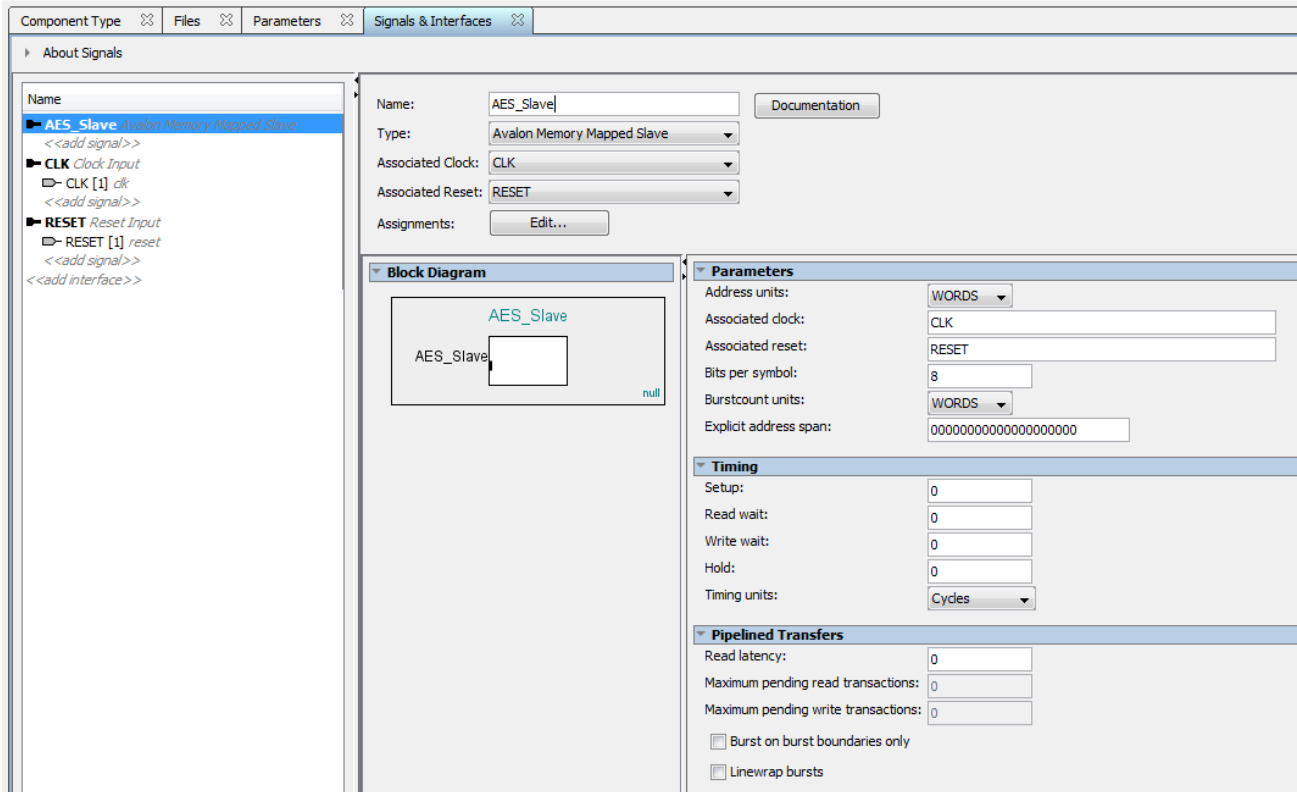 Component Type Files Parameters Signals & Interfaces
About Signals
Name
AES_Slave Avalon Memory Mapped Slave
<<add signal>>
CLK Clock Input
CLK [1] clk
<<add signal>>
RESET Reset Input
RESET [1] reset
<<add signal>>
<<add interface>>
Name: AES_Slave Documentation
Type: Avalon Memory Mapped Slave
Associated Clock: CLK
Associated Reset: RESET
Assignments: Edit...
Block Diagram
AES_Slave
AES_Slave
null
Parameters
Address units: WORDS
Associated clock: CLK
Associated reset: RESET
Bits per symbol: 8
Burstcount units: WORDS
Explicit address span: 00000000000000000000
Timing
Setup: 0
Read wait: 0
Write wait: 0
Hold: 0
Timing units: Cycles
Pipelined Transfers
Read latency: 0
Maximum pending read transactions: 0
Maximum pending write transactions: 0
Burst on burst boundaries only
Linewrap bursts